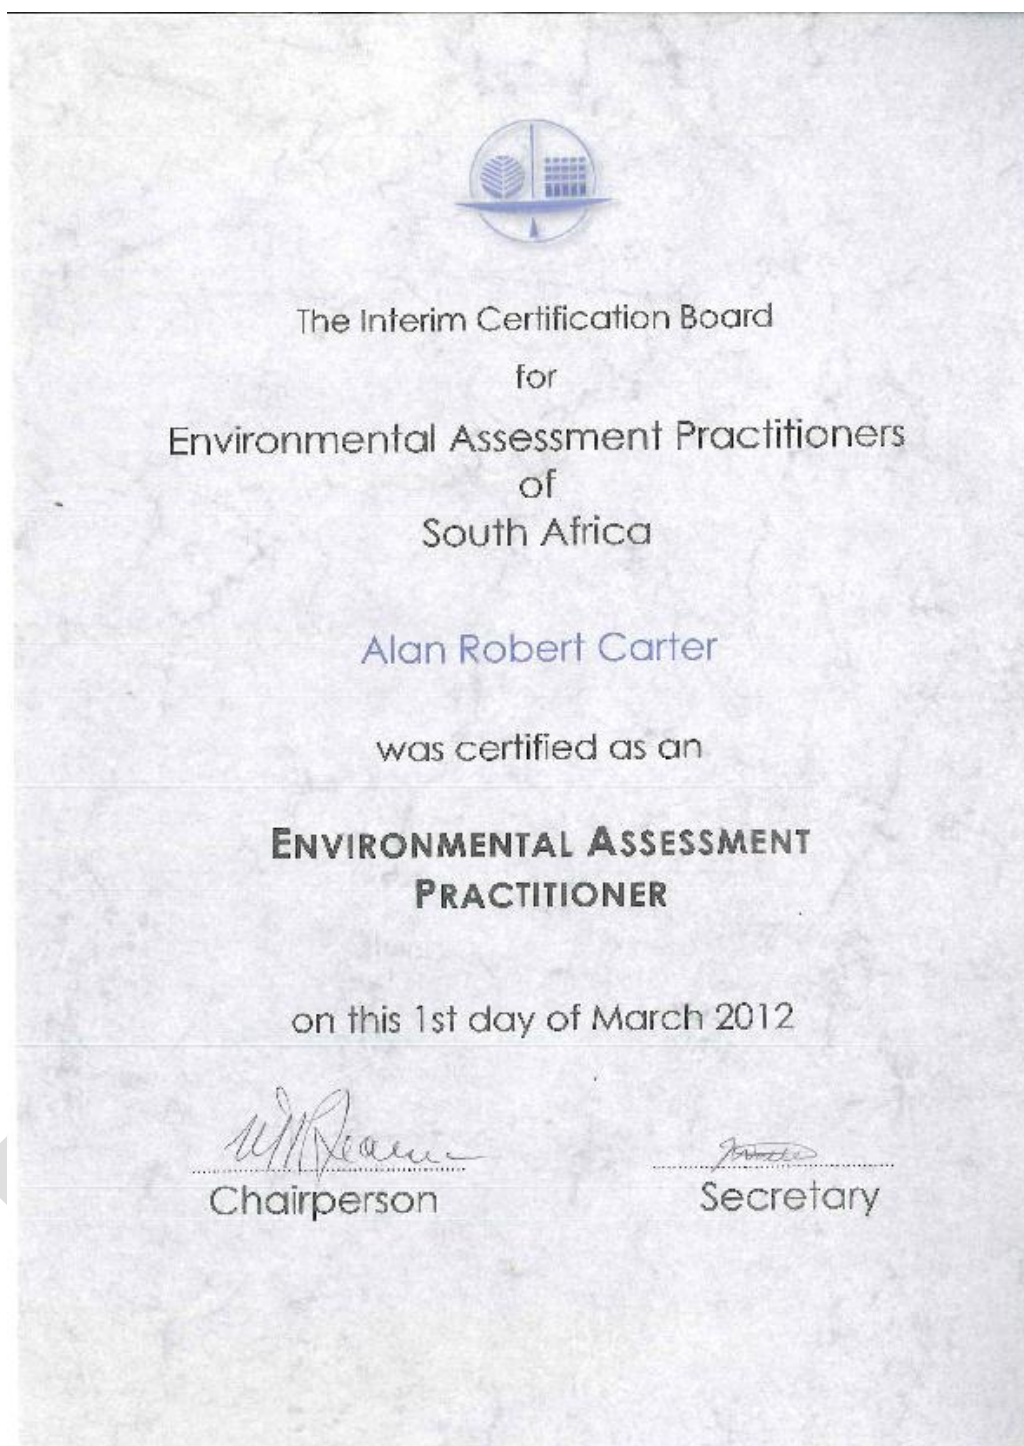 The Interim Certification Board
for
Environmental Assessment Practitioners
of
South Africa
Alan Robert Carter
was certified as an
ENVIRONMENTAL ASSESSMENT
PRACTITIONER
on this 1st day of March 2012
Chairperson
Secretary